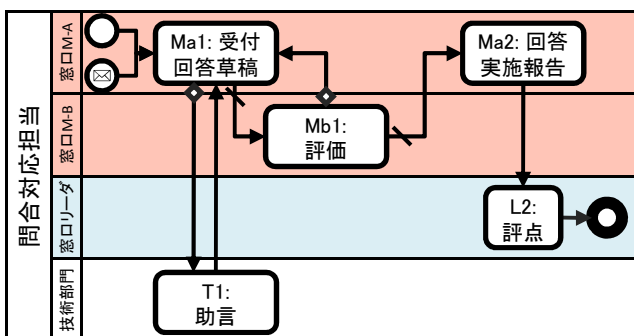 問合対応担当
窓口M-A
Ma1: 受付
回答草稿
Ma2: 回答
実施報告
窓口M-B
Mb1:
評価
窓口リーダ
L2:
評点
技術部門
T1:
助言